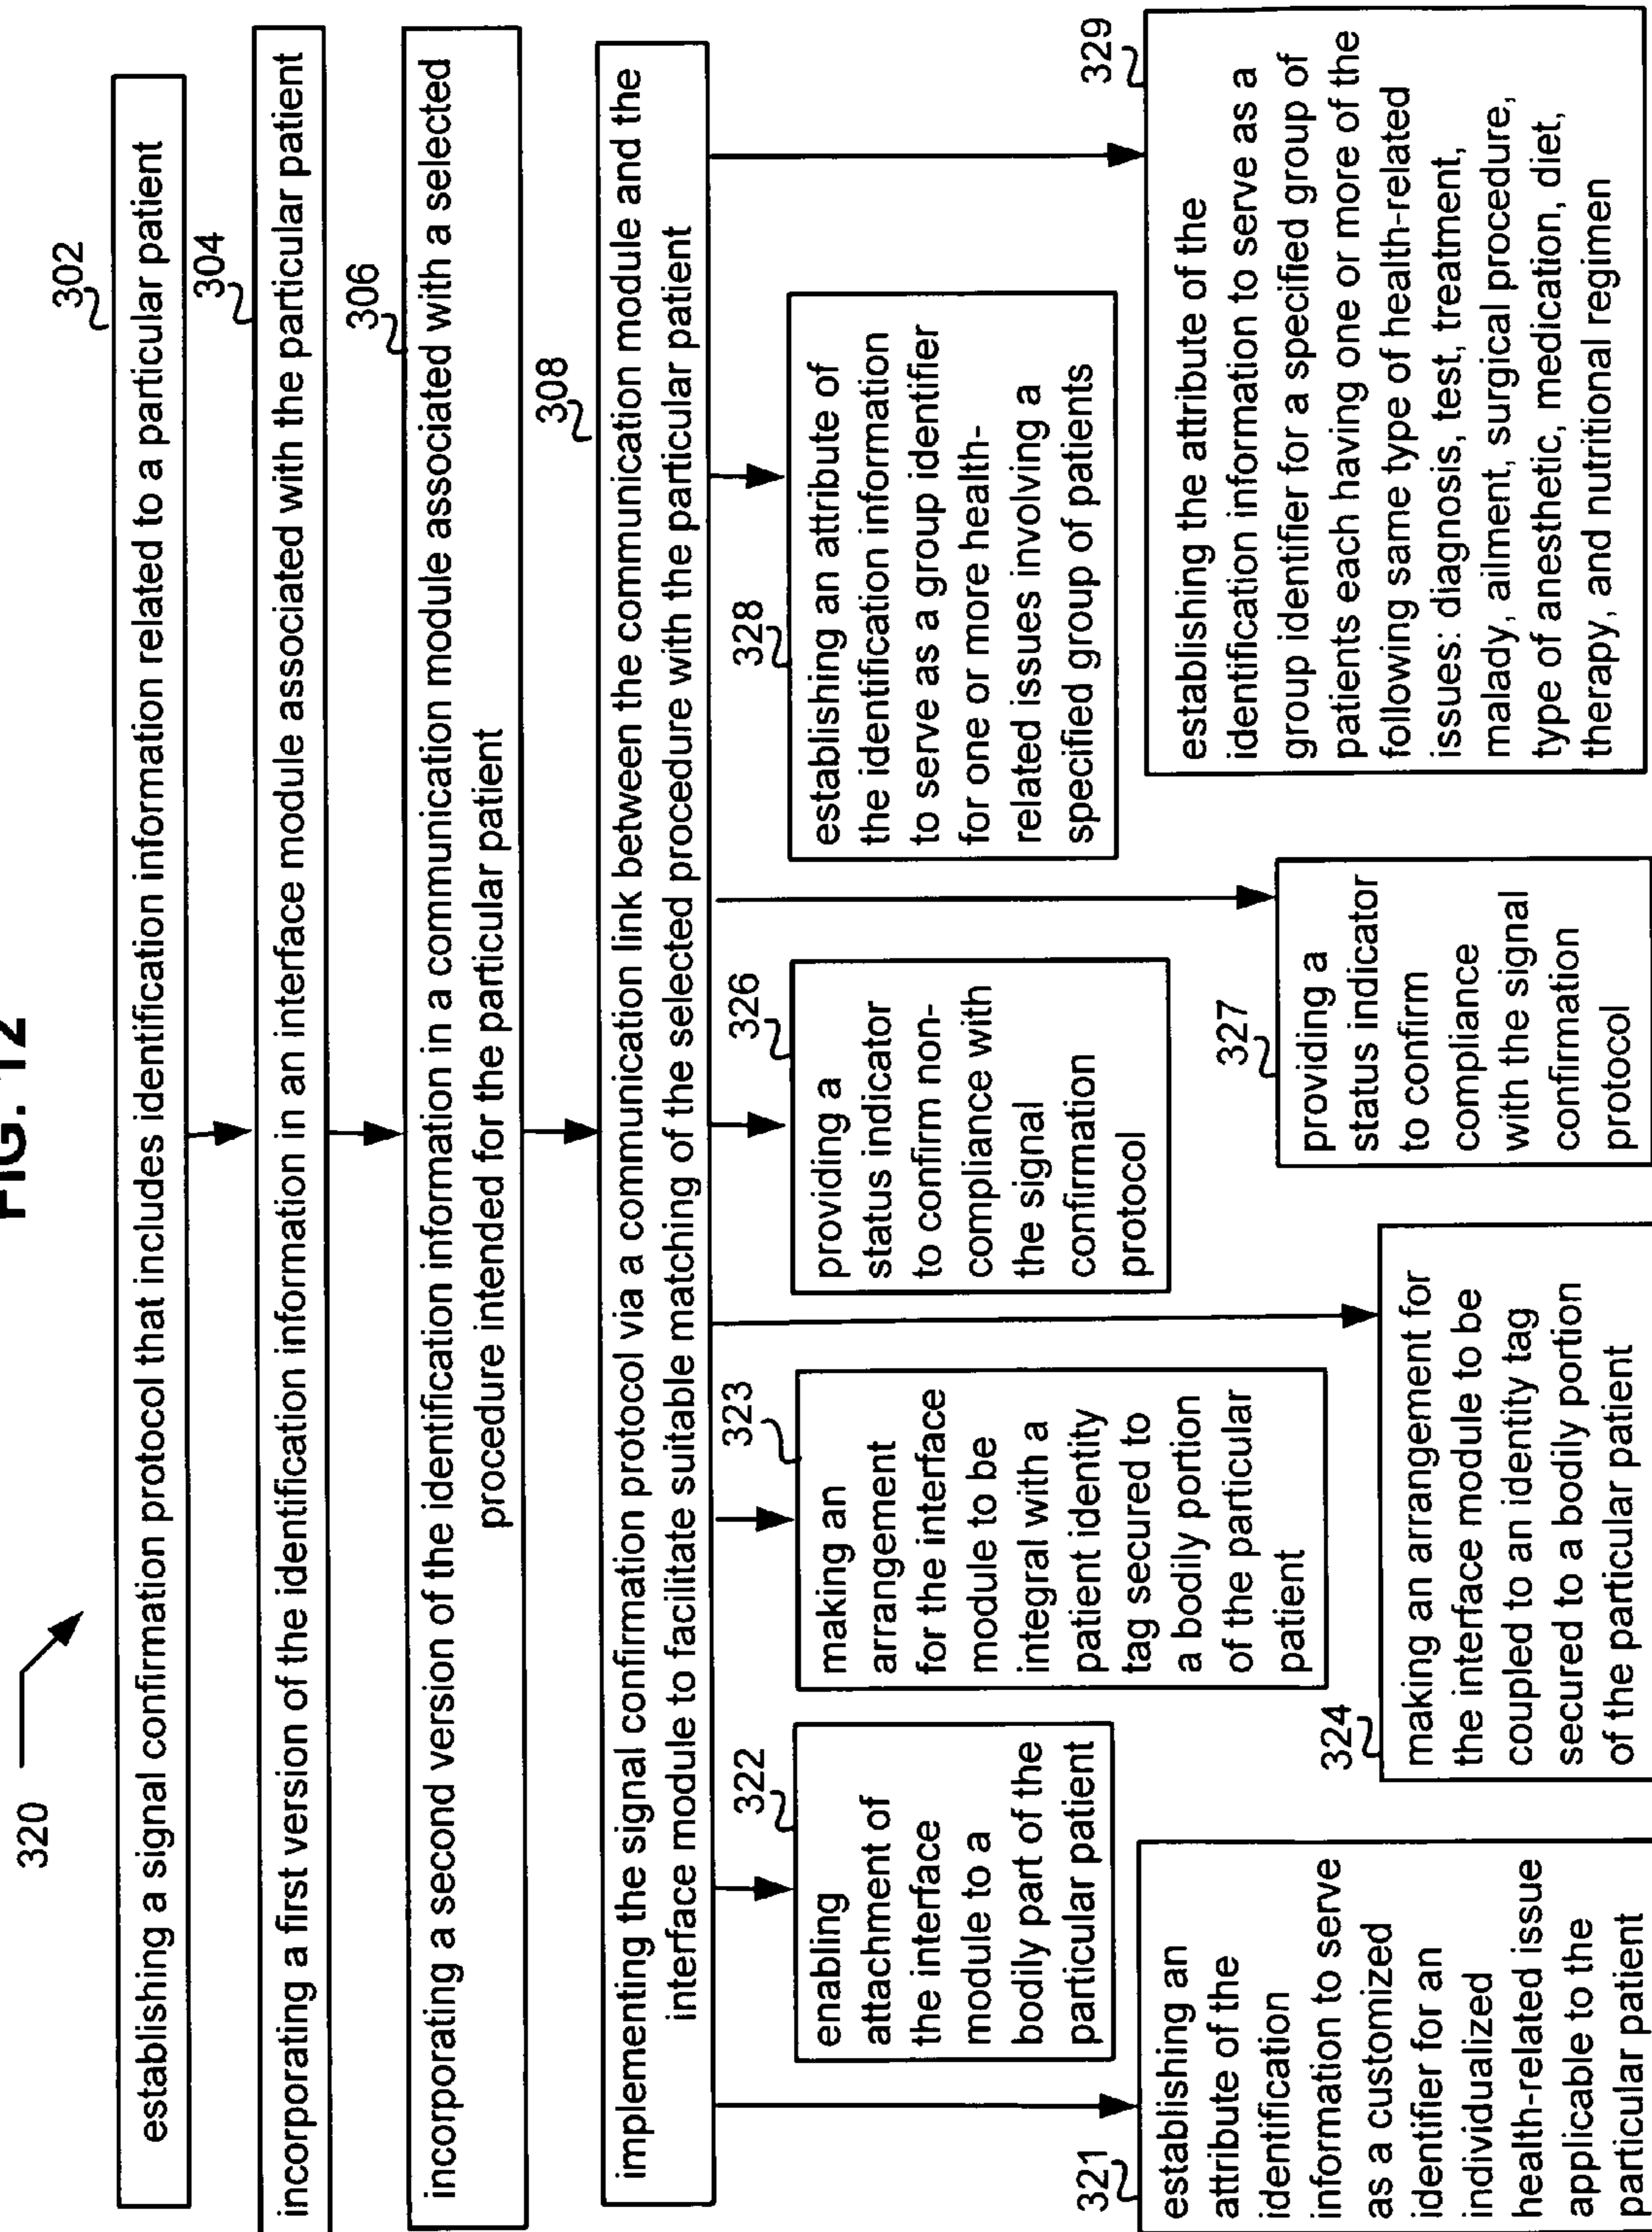 FIG. 12
320
302
establishing a signal confirmation protocol that includes identification information related to a particular patient
304
incorporating a first version of the identification information in an interface module associated with the particular patient
306
incorporating a second version of the identification information in a communication module associated with a selected
procedure intended for the particular patient
308
implementing the signal confirmation protocol via a communication link between the communication module and the
interface module to facilitate suitable matching of the selected procedure with the particular patient
321
establishing an
attribute of the
identification
information to serve
as a customized
identifier for an
individualized
health-related issue
applicable to the
particular patient
322
enabling
attachment of
the interface
module to a
bodily part of the
particular patient
323
making an
arrangement
for the interface
module to be
integral with a
patient identity
tag secured to
a bodily portion
of the particular
patient
324
making an arrangement for
the interface module to be
coupled to an identity tag
secured to a bodily portion
of the particular patient
326
providing a
status indicator
to confirm non-
compliance with
the signal
confirmation
protocol
327
providing a
status indicator
to confirm
compliance
with the signal
confirmation
protocol
328
establishing an attribute of
the identification information
to serve as a group identifier
for one or more health-
related issues involving a
specified group of patients
329
establishing the attribute of the
identification information to serve as a
group identifier for a specified group of
patients each having one or more of the
following same type of health-related
issues: diagnosis, test, treatment,
malady, ailment, surgical procedure,
type of anesthetic, medication, diet,
therapy, and nutritional regimen